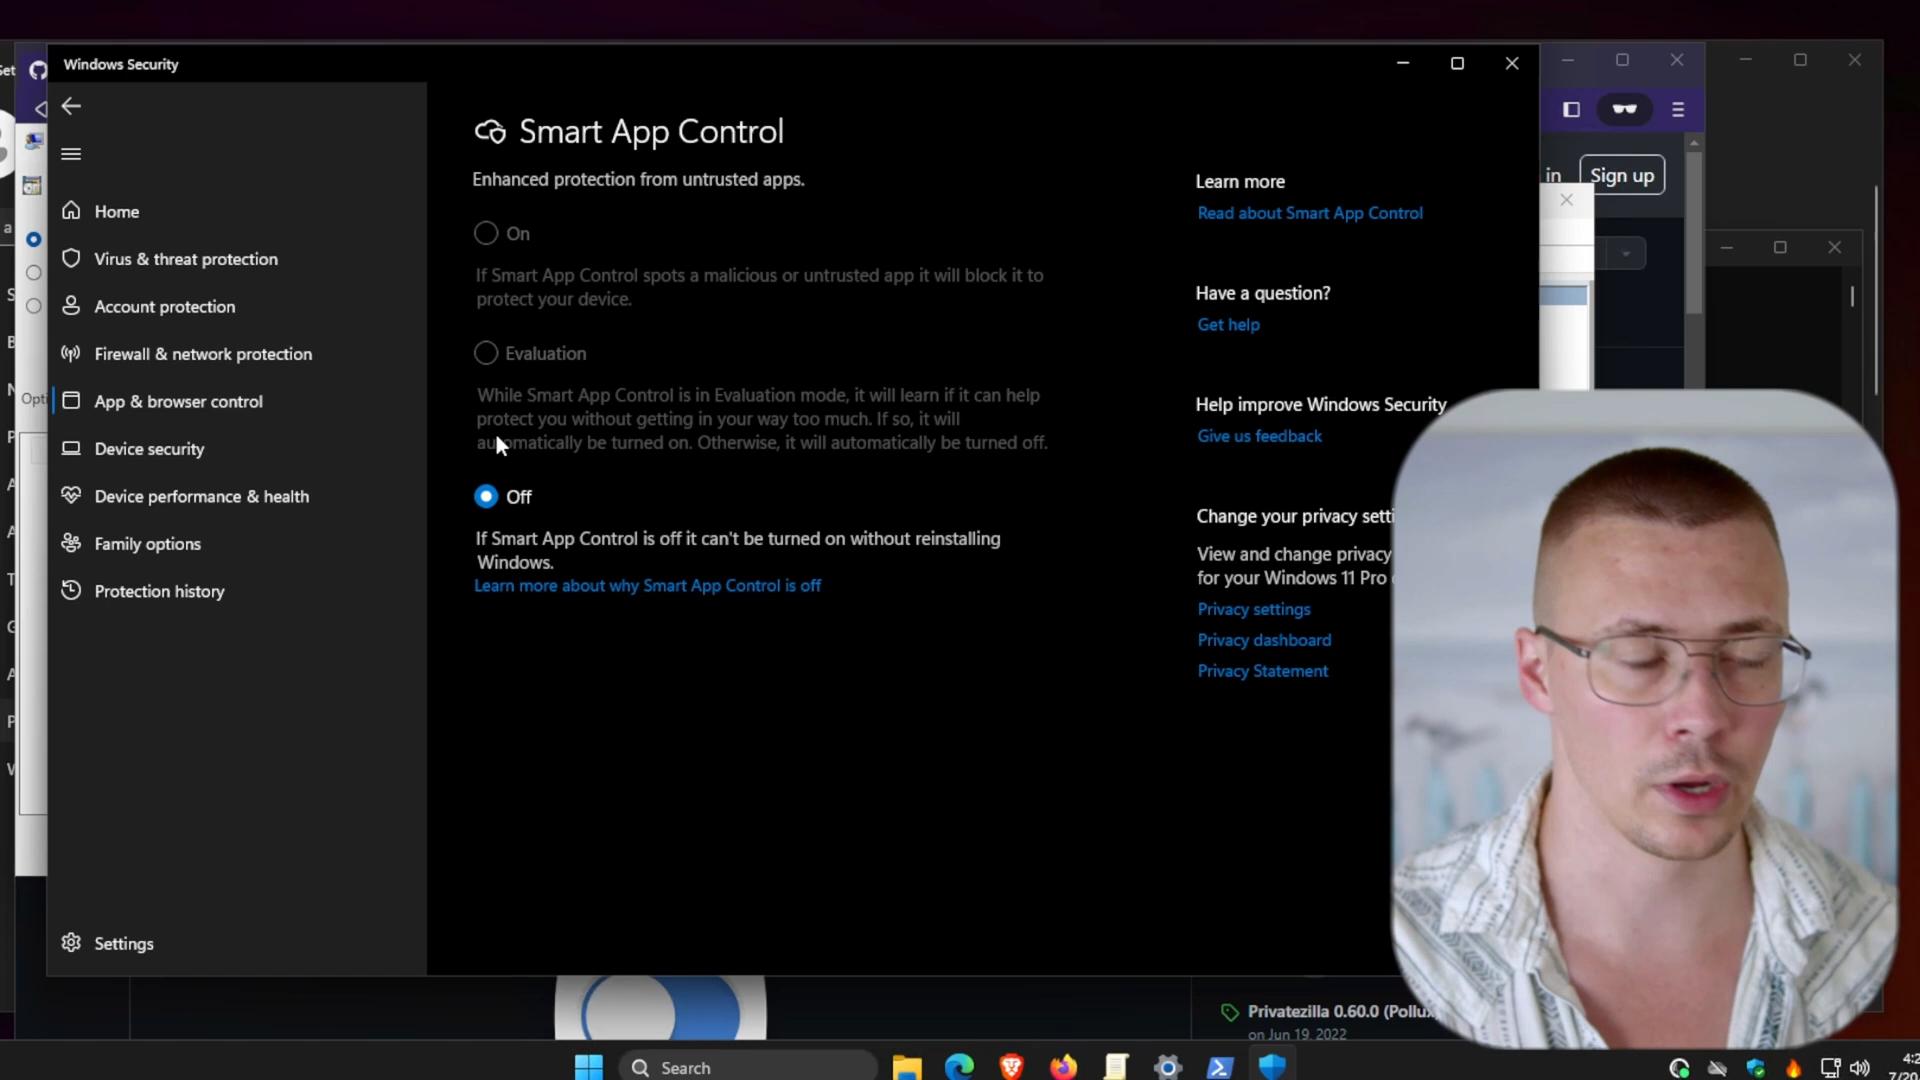 Windows Security
Home
Virus & threat protection
Account protection
Firewall & network protection
App & browser control
Device security
Device performance & health
Family options
Protection history
Settings
Smart App Control
Enhanced protection from untrusted apps.
On
If Smart App Control spots a malicious or untrusted app it will block it to
protect your device.
Evaluation
While Smart App Control is in Evaluation mode, it will learn if it can help
protect you without getting in your way too much. If so, it will
automatically be turned on. Otherwise, it will automatically be turned off.
Off
If Smart App Control is off it can't be turned on without reinstalling
Windows.
Learn more about why Smart App Control is off
Learn more
Read about Smart App Control
Have a question?
Get help
Help improve Windows Security
Give us feedback
Change your privacy setti
View and change privacy
for your Windows 11 Pro
Privacy settings
Privacy dashboard
Privacy Statement
in
Sign up
Opti
Privatezilla 0.60.0 (Pollux
on Jun 19, 2022
Search
4:2
7/20